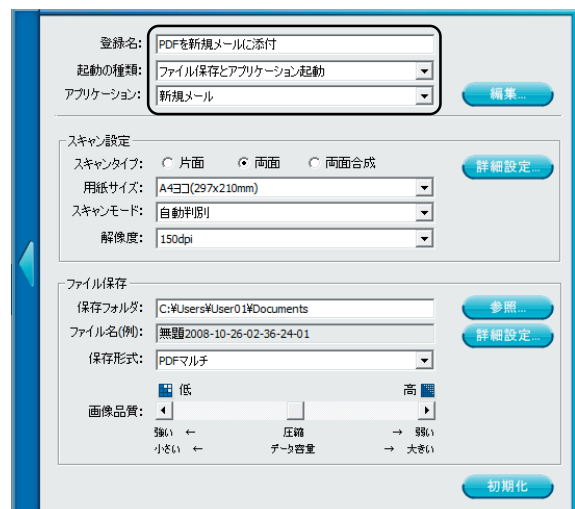 登録名: PDFを新規メールに添付
起動の種類: ファイル保存とアプリケーション起動
アプリケーション: 新規メール 編集...
スキャン設定
スキャンタイプ: 片面 両面 両面合成 詳細設定...
用紙サイズ: A4ヨコ(297x210mm)
スキャンモード: 自動判別
解像度: 150dpi
ファイル保存
保存フォルダ: C:¥Users¥User01¥Documents 参照...
ファイル名(例): 無題2008-10-26-02-36-24-01 詳細設定...
保存形式: PDFマルチ
低 高
画像品質:
強い ← 圧縮 → 弱い
小さい ← データ容量 → 大きい
初期化